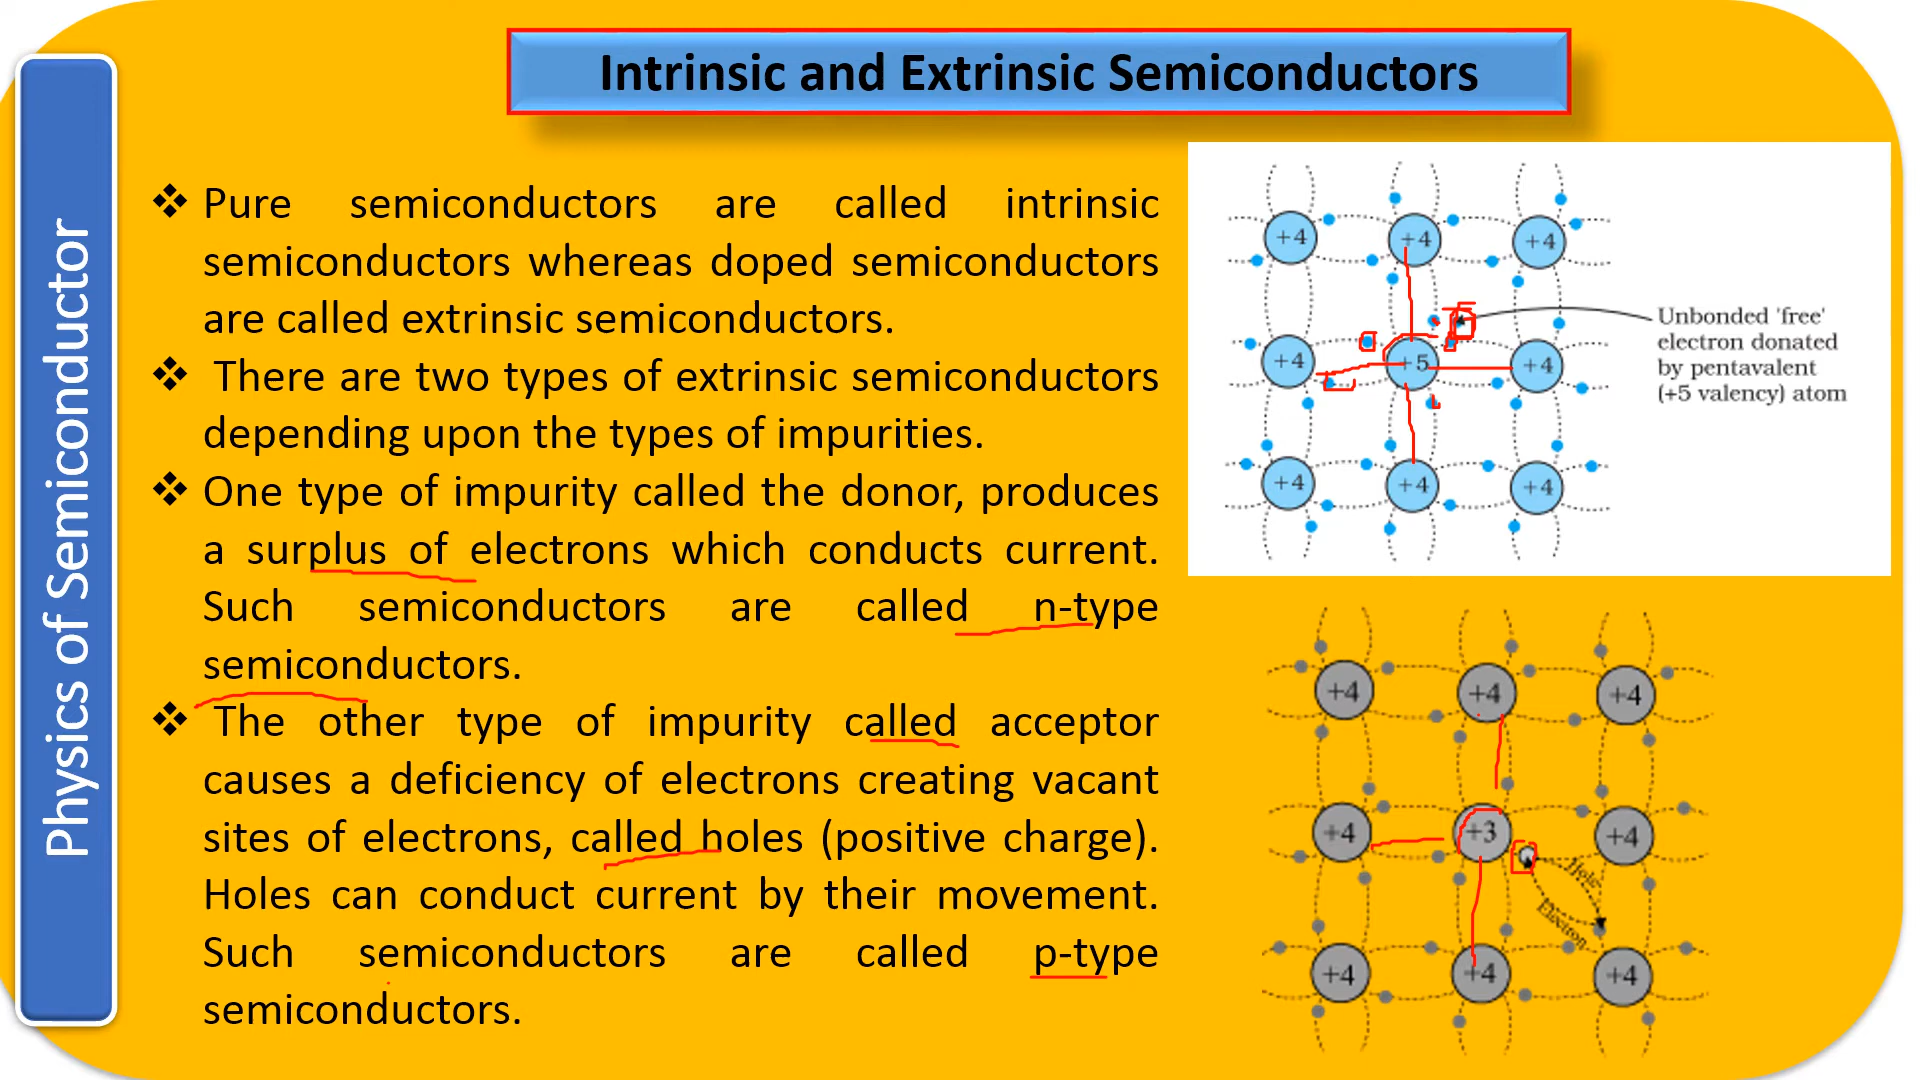 Intrinsic and Extrinsic Semiconductors
Physics of Semiconductor
❖ Pure semiconductors are called intrinsic
semiconductors whereas doped semiconductors
are called extrinsic semiconductors.
❖ There are two types of extrinsic semiconductors
depending upon the types of impurities.
❖ One type of impurity called the donor, produces
a surplus of electrons which conducts current.
Such semiconductors are called n-type
semiconductors.
❖ The other type of impurity called acceptor
causes a deficiency of electrons creating vacant
sites of electrons, called holes (positive charge).
Holes can conduct current by their movement.
Such semiconductors are called p-type
semiconductors.
+4 +4 +4
+4 +5 +4
+4 +4 +4
Unbonded 'free'
electron donated
by pentavalent
(+5 valency) atom
+4 +4 +4
+4 +3 +4
Hole
Electron
+4 +4 +4